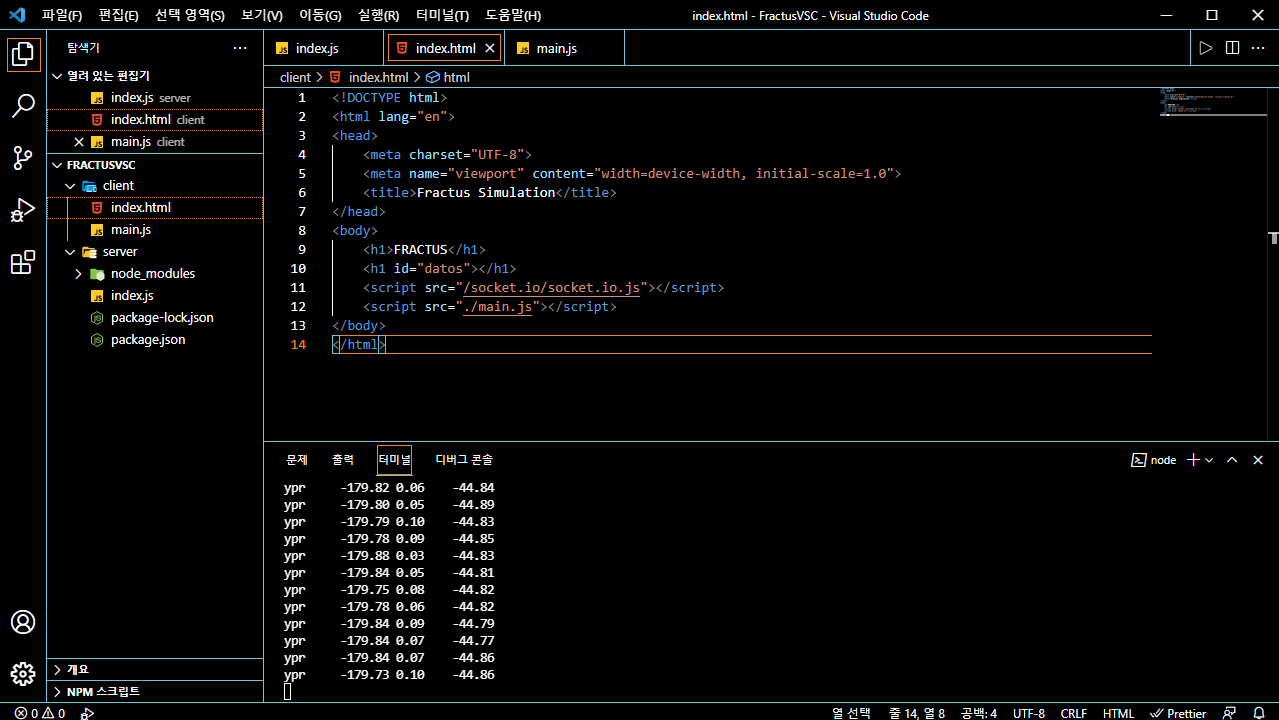 파일(F) 편집(E) 선택 영역(S) 보기(V) 이동(G) 실행(R) 터미널(T) 도움말(H) index.html - FractusVSC - Visual Studio Code
탐색기
열려 있는 편집기
index.js server
index.html client
main.js client
FRACTUSVSC
client
index.html
main.js
server
node_modules
index.js
package-lock.json
package.json
개요
NPM 스크립트
index.js index.html main.js
client > index.html > html
1 <!DOCTYPE html>
2 <html lang="en">
3 <head>
4 <meta charset="UTF-8">
5 <meta name="viewport" content="width=device-width, initial-scale=1.0">
6 <title>Fractus Simulation</title>
7 </head>
8 <body>
9 <h1>FRACTUS</h1>
10 <h1 id="datos"></h1>
11 <script src="/socket.io/socket.io.js"></script>
12 <script src="./main.js"></script>
13 </body>
14 </html>
문제 출력 터미널 디버그 콘솔 node
ypr -179.82 0.06 -44.84
ypr -179.80 0.05 -44.89
ypr -179.79 0.10 -44.83
ypr -179.78 0.09 -44.85
ypr -179.88 0.03 -44.83
ypr -179.84 0.05 -44.81
ypr -179.75 0.08 -44.82
ypr -179.78 0.06 -44.82
ypr -179.84 0.09 -44.79
ypr -179.84 0.07 -44.77
ypr -179.84 0.07 -44.86
ypr -179.73 0.10 -44.86
0 0 열 선택 줄 14, 열 8 공백: 4 UTF-8 CRLF HTML Prettier